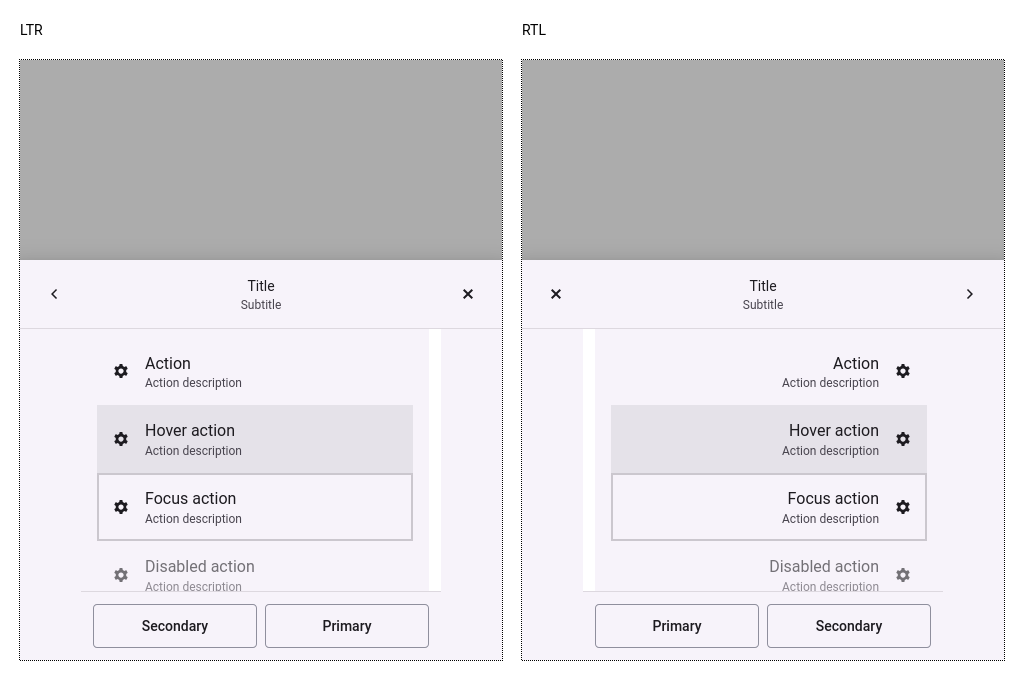 LTR
Title
Subtitle
Action
Action description
Hover action
Action description
Focus action
Action description
Disabled action
Action description
Secondary
Primary
RTL
Title
Subtitle
Action
Action description
Hover action
Action description
Focus action
Action description
Disabled action
Action description
Primary
Secondary